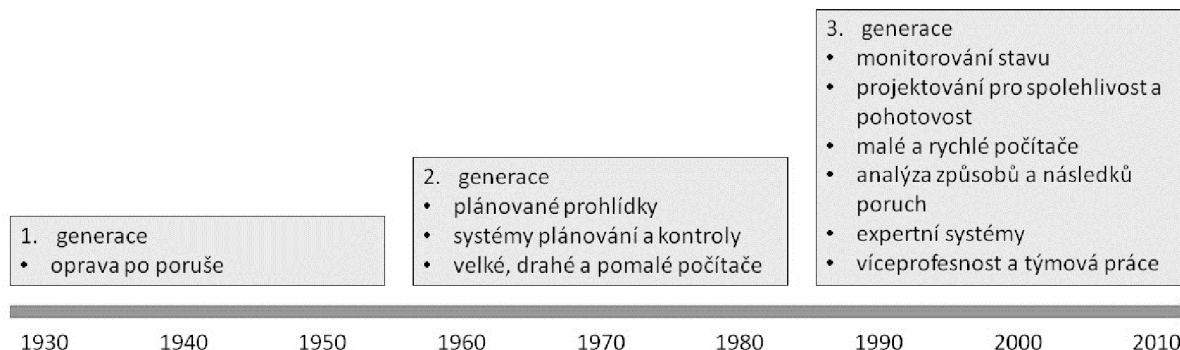 1. generace
• oprava po poruše
2. generace
• plánované prohlídky
• systémy plánování a kontroly
• velké, drahé a pomalé počítače
3. generace
• monitorování stavu
• projektování pro spolehlivost a
pohotovost
• malé a rychlé počítače
• analýza způsobů a následků
poruch
• expertní systémy
• víceprofesnost a týmová práce
1930 1940 1950 1960 1970 1980 1990 2000 2010